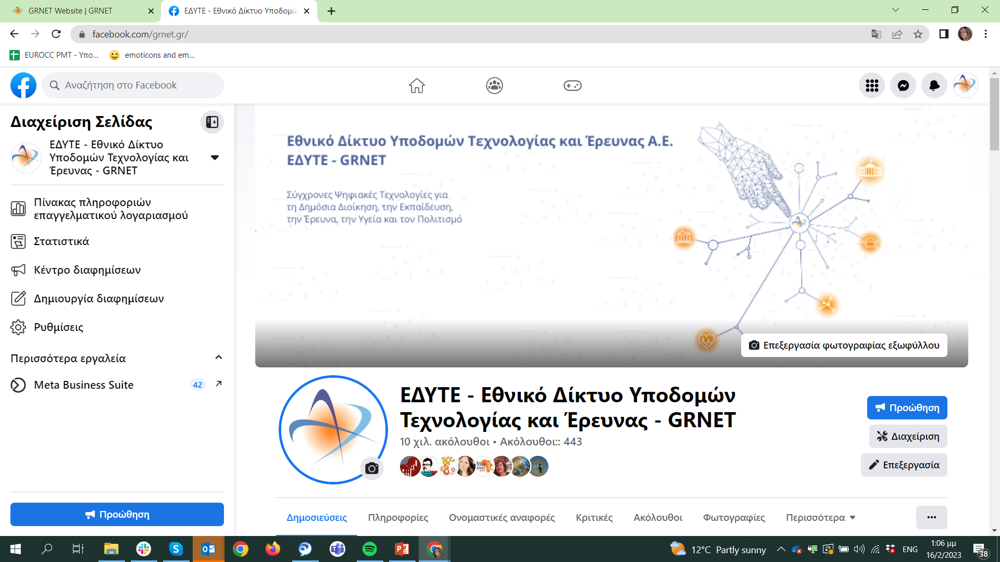 GRNET Website | GRNET
ΕΔΥΤΕ - Εθνικό Δίκτυο Υποδομώ
facebook.com/grnet.gr/
EUROCC PMT - Υπο...
emoticons and em...
Αναζήτηση στο Facebook
Διαχείριση Σελίδας
ΕΔΥΤΕ - Εθνικό Δίκτυο
Υποδομών Τεχνολογίας και
Έρευνας - GRNET
Πίνακας πληροφοριών
επαγγελματικού λογαριασμού
Στατιστικά
Κέντρο διαφημίσεων
Δημιουργία διαφημίσεων
Ρυθμίσεις
Περισσότερα εργαλεία
Meta Business Suite 42
Προώθηση
Εθνικό Δίκτυο Υποδομών Τεχνολογίας και Έρευνας Α.Ε.
ΕΔΥΤΕ - GRNET
Σύγχρονες Ψηφιακές Τεχνολογίες για
τη Δημόσια Διοίκηση, την Εκπαίδευση,
την Έρευνα, την Υγεία και τον Πολιτισμό
Επεξεργασία φωτογραφίας εξωφύλλου
ΕΔΥΤΕ - Εθνικό Δίκτυο Υποδομών
Τεχνολογίας και Έρευνας - GRNET
10 χιλ. ακόλουθοι • Ακόλουθοι:: 443
Προώθηση
Διαχείριση
Επεξεργασία
Δημοσιεύσεις Πληροφορίες Ονομαστικές αναφορές Κριτικές Ακόλουθοι Φωτογραφίες Περισσότερα
12°C Partly sunny
ENG
1:06 μμ
16/2/2023
38